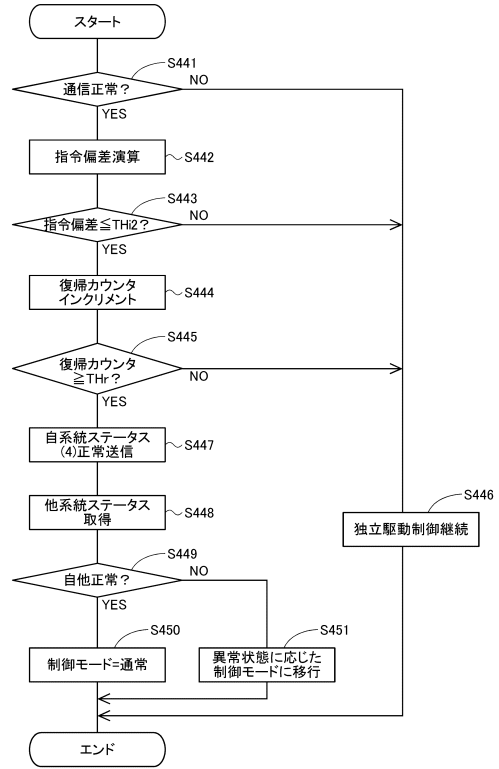 スタート
S441
通信正常？
NO
YES
指令偏差演算
S442
S443
指令偏差≦THi2？
NO
YES
復帰カウンタ
インクリメント
S444
S445
復帰カウンタ
≧THr？
NO
YES
自系統ステータス
(4)正常送信
S447
他系統ステータス
取得
S448
S446
独立駆動制御継続
S449
自他正常？
NO
YES
S450
制御モード=通常
S451
異常状態に応じた
制御モードに移行
エンド